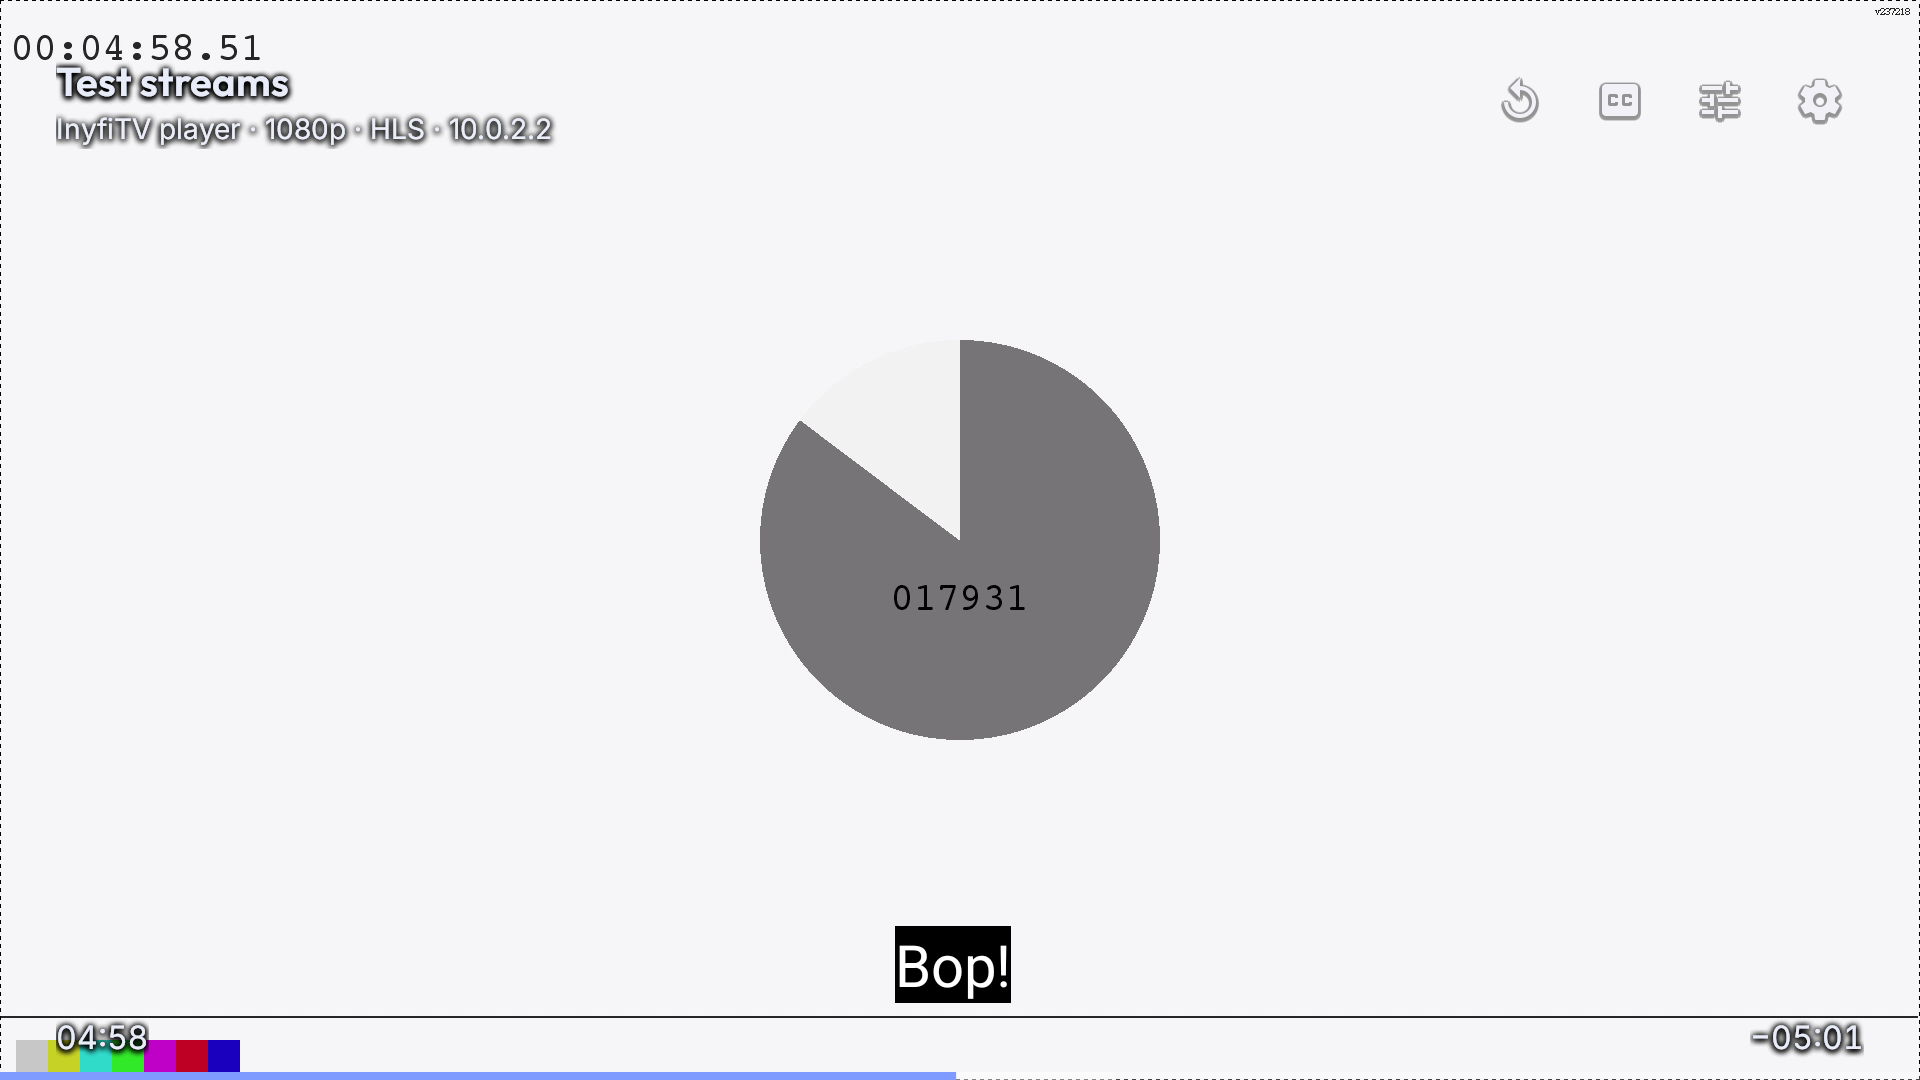 v237218
00:04:58.51
Test streams
InyfiTV player · 1080p · HLS · 10.0.2.2
CC
017931
Bop!
04:58
-05:01